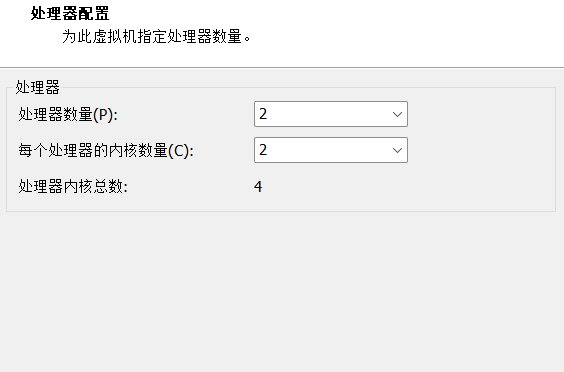 处理器配置
为此虚拟机指定处理器数量。
处理器
处理器数量(P):
2
每个处理器的内核数量(C):
2
处理器内核总数:
4